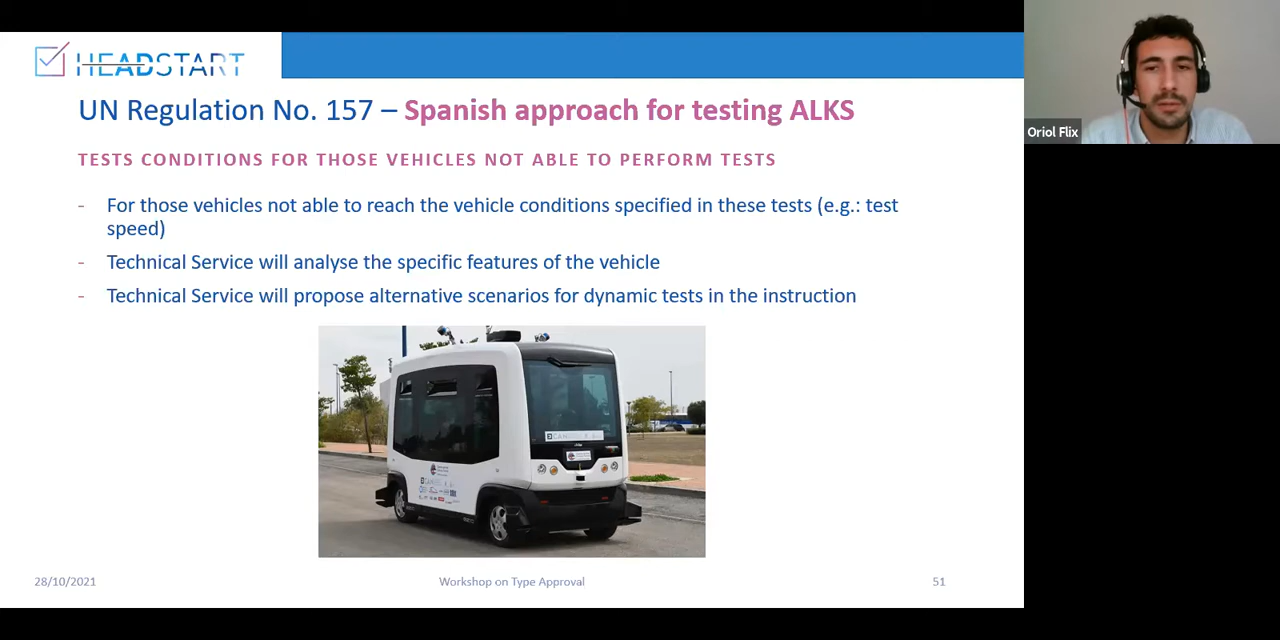 HEADSTART
UN Regulation No. 157 – Spanish approach for testing ALKS
TESTS CONDITIONS FOR THOSE VEHICLES NOT ABLE TO PERFORM TESTS
- For those vehicles not able to reach the vehicle conditions specified in these tests (e.g.: test
speed)
- Technical Service will analyse the specific features of the vehicle
- Technical Service will propose alternative scenarios for dynamic tests in the instruction
28/10/2021
Workshop on Type Approval
51
Oriol Flix